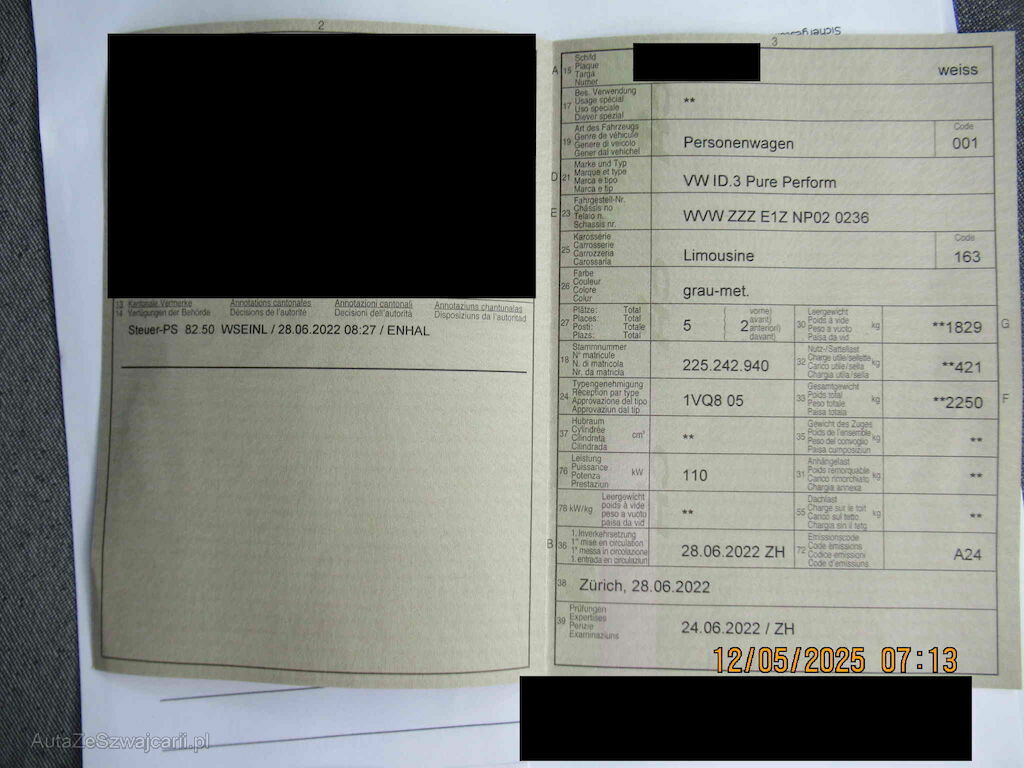 Sicherges
2
3
13 Kantonale Vermerke Annotations cantonales Annotazioni cantonali Annotaziuns chantunalas
14 Verfügungen der Behörde Décisions de l'autorité Decisioni dell'autorità Disposiziuns da l'autoritad
Steuer-PS 82.50 WSEINL / 28.06.2022 08:27 / ENHAL
A 15 Schild
Plaque
Targa
Numer
weiss
17 Bes. Verwendung
Usage spécial
Uso speciale
Diever spezial
**
19 Art des Fahrzeugs
Genre de véhicule
Genere di veicolo
Gener dal vehichel
Personenwagen
Code
001
D 21 Marke und Typ
Marque et type
Marca e tipo
Marca e tip
VW ID.3 Pure Perform
E 23 Fahrgestell-Nr.
Châssis no
Telaio n.
Schassis nr.
WVW ZZZ E1Z NP02 0236
25 Karosserie
Carrosserie
Carrozzeria
Carossaria
Limousine
Code
163
26 Farbe
Couleur
Colore
Colur
grau-met.
27 Plätze: Total
Places: Total
Posti: Totale
Plazs: Total
5
( vorne)
( avant)
2 anteriori)
( davant)
30 Leergewicht
Poids à vide
Peso a vuoto
Paisa da vid
kg
**1829
G
18 Stammnummer
N° matricule
N. di matricola
Nr. da matricla
225.242.940
32 Nutz-/Sattellast
Charge utile/sellette
Carico utile/sella
Chargia utila/sella
kg
**421
24 Typengenehmigung
Réception par type
Approvazione del tipo
Approvaziun dal tip
1VQ8 05
33 Gesamtgewicht
Poids total
Peso totale
Paisa totala
kg
**2250
F
37 Hubraum
Cylindrée
Cilindrata
Cilindrada
cm³
**
35 Gewicht des Zuges
Poids de l'ensemble
Peso del convoglio
Paisa cumposiziun
kg
**
76 Leistung
Puissance
Potenza
Prestaziun
kW
110
31 Anhängelast
Poids remorquable
Carico rimorchiato
Chargia annexa
kg
**
78 kW/kg
Leergewicht
poids à vide
peso a vuoto
paisa da vid
**
55 Dachlast
Charge sur le toit
Carico sul tetto
Chargia sin il tetg
kg
**
B 36 1. Inverkehrsetzung
1re mise en circulation
1a messa in circolazione
1. entrada en circulaziun
28.06.2022 ZH
72 Emissionscode
Code émissions
Codice emissioni
Code d'emissiuns
A24
38 Zürich, 28.06.2022
39 Prüfungen
Expertises
Perizie
Examinaziuns
24.06.2022 / ZH
12/05/2025 07:13
AutaZeSzwajcarii.pl